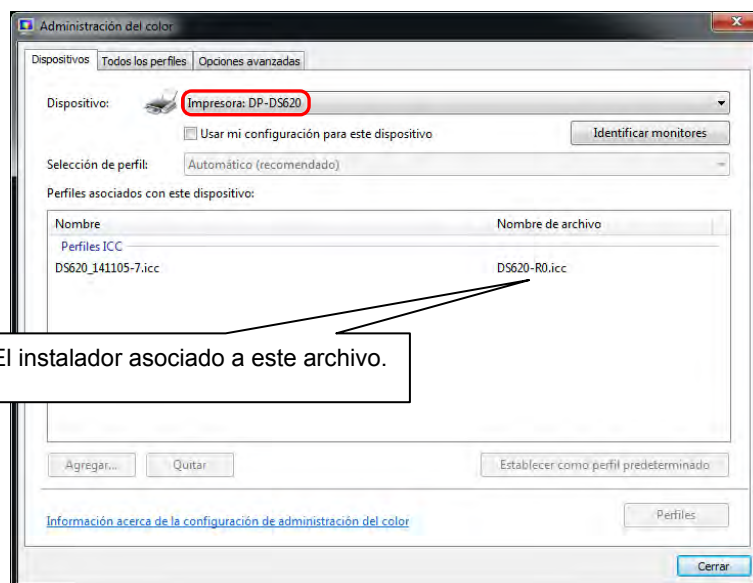 Administración del color
Dispositivos Todos los perfiles Opciones avanzadas
Dispositivo: Impresora: DP-DS620
Usar mi configuración para este dispositivo Identificar monitores
Selección de perfil: Automático (recomendado)
Perfiles asociados con este dispositivo:
Nombre Nombre de archivo
Perfiles ICC
DS620_141105-7.icc DS620-R0.icc
El instalador asociado a este archivo.
Agregar... Quitar Establecer como perfil predeterminado
Información acerca de la configuración de administración del color Perfiles
Cerrar